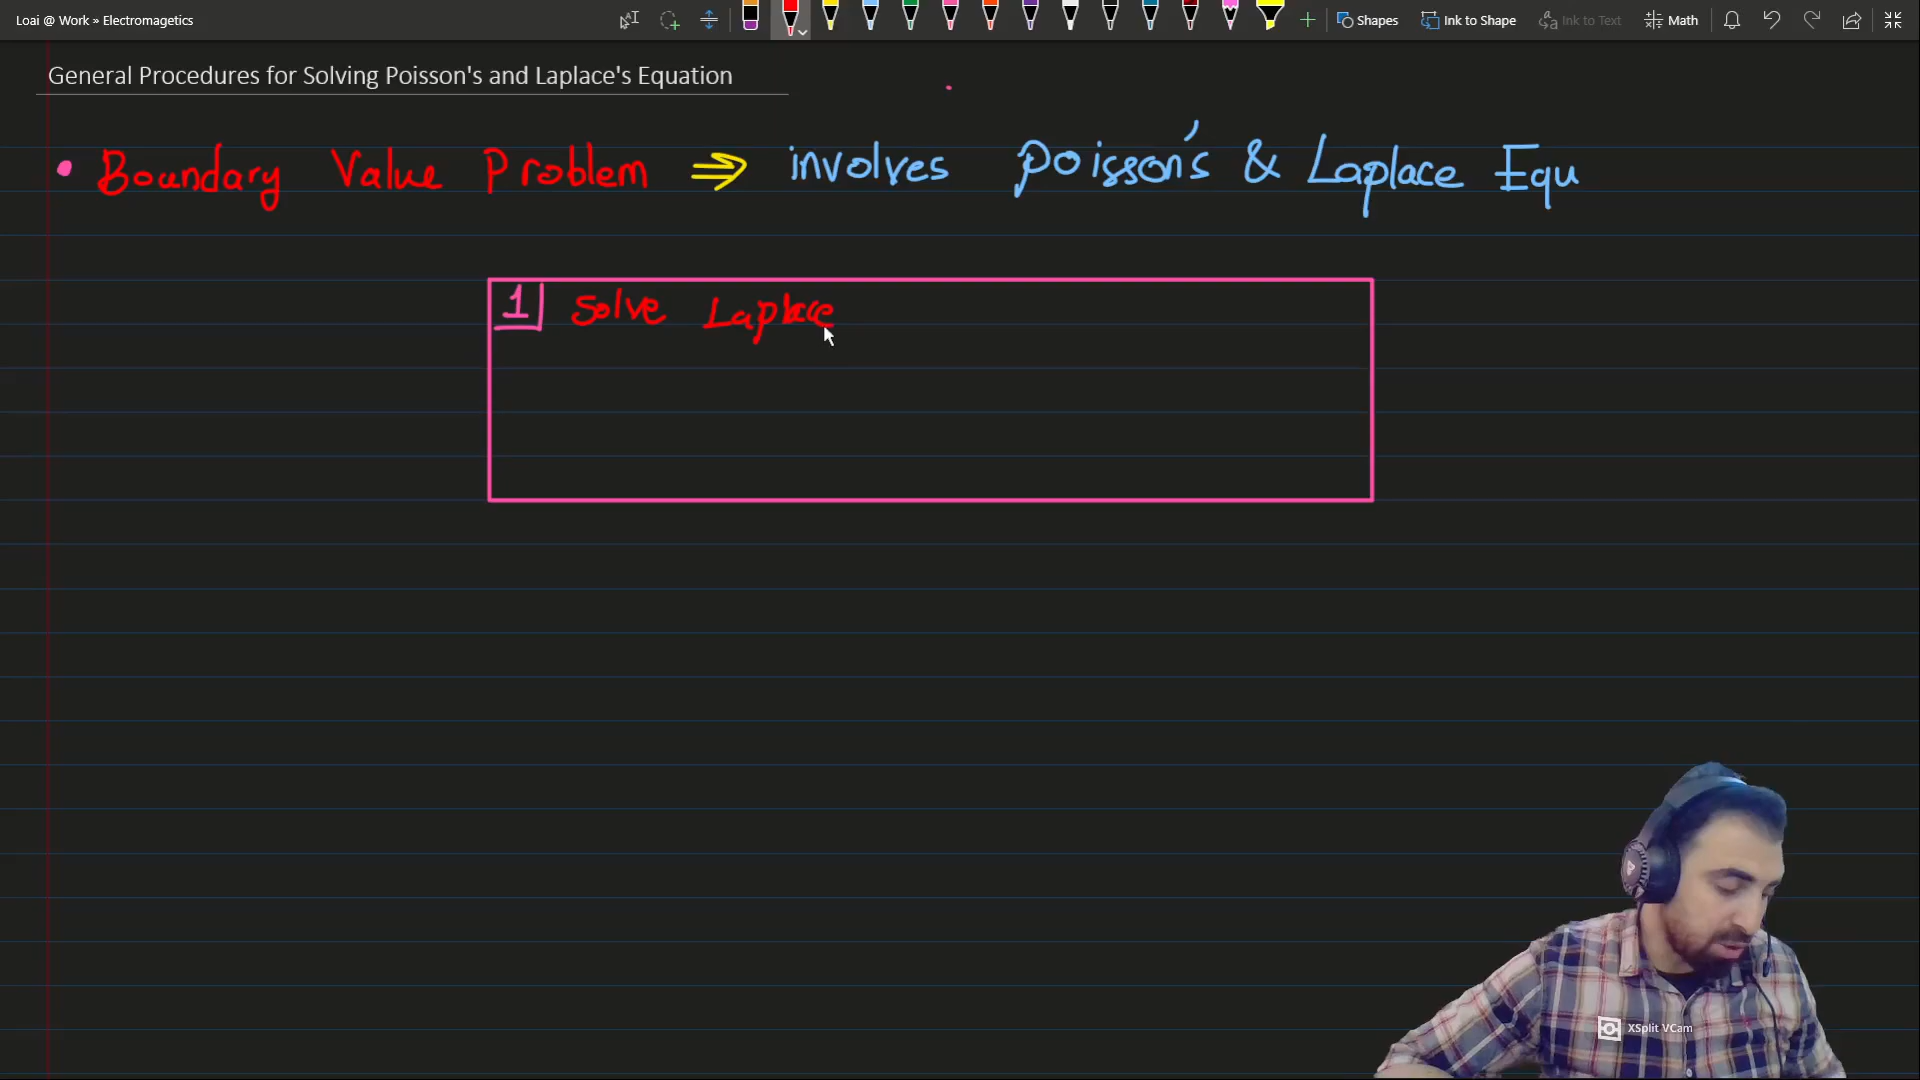 Loai @ Work » Electromagetics
Shapes Ink to Shape Ink to Text Math
General Procedures for Solving Poisson's and Laplace's Equation
• Boundary Value Problem ⇒ involves Poisson's & Laplace Equ
1 Solve Laplace
XSplit VCam